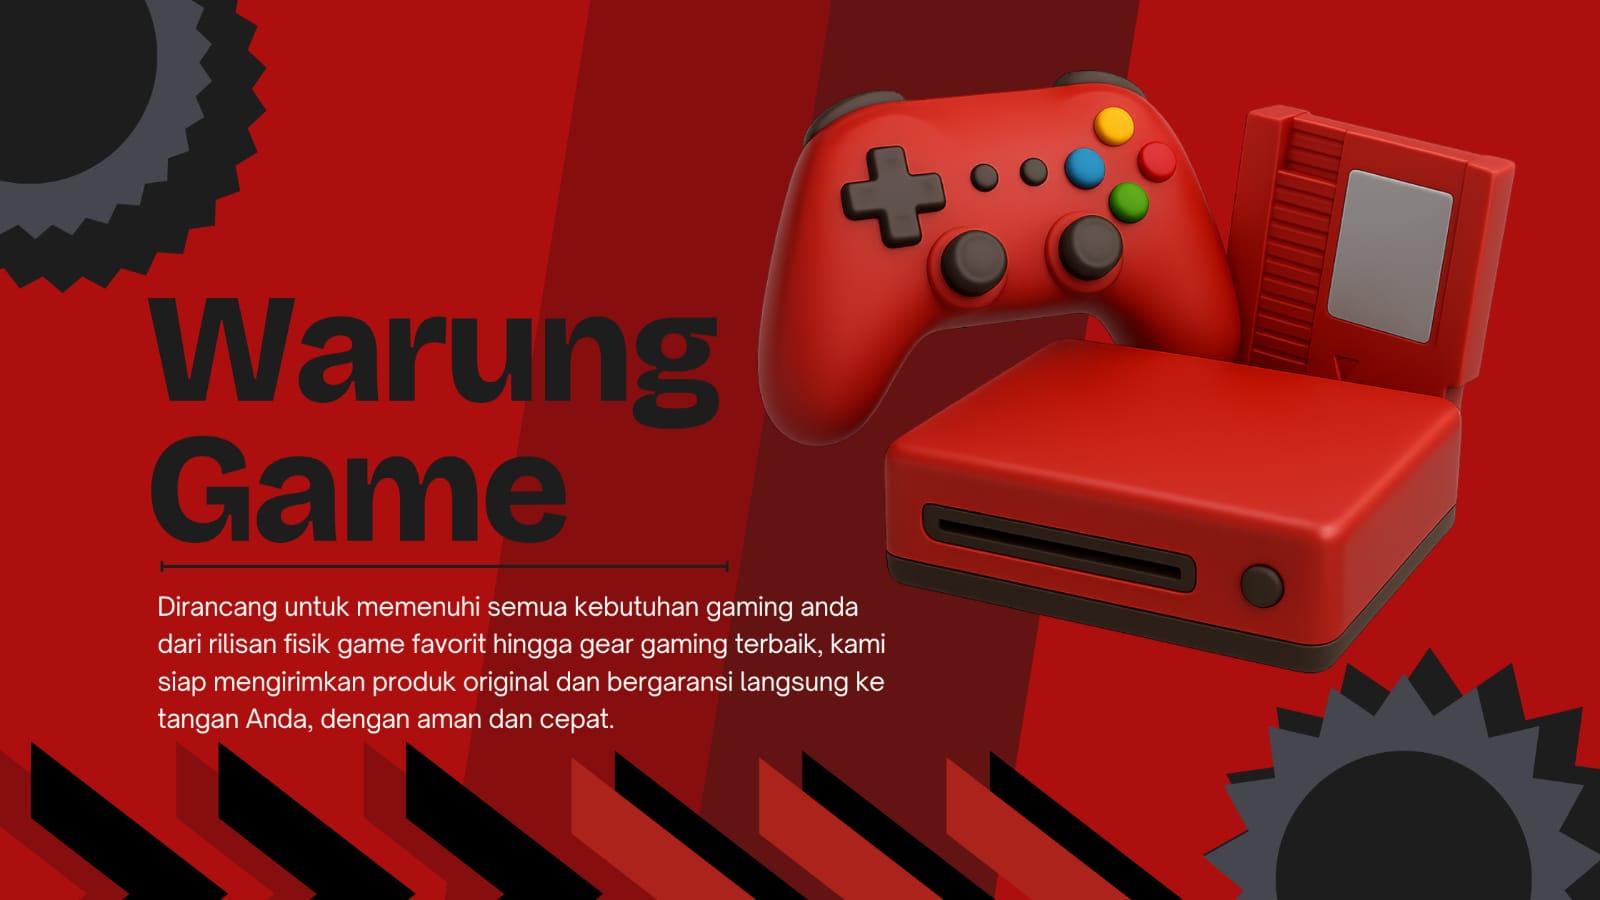 Warung
Game
Dirancang untuk memenuhi semua kebutuhan gaming anda
dari rilisan fisik game favorit hingga gear gaming terbaik, kami
siap mengirimkan produk original dan bergaransi langsung ke
tangan Anda, dengan aman dan cepat.